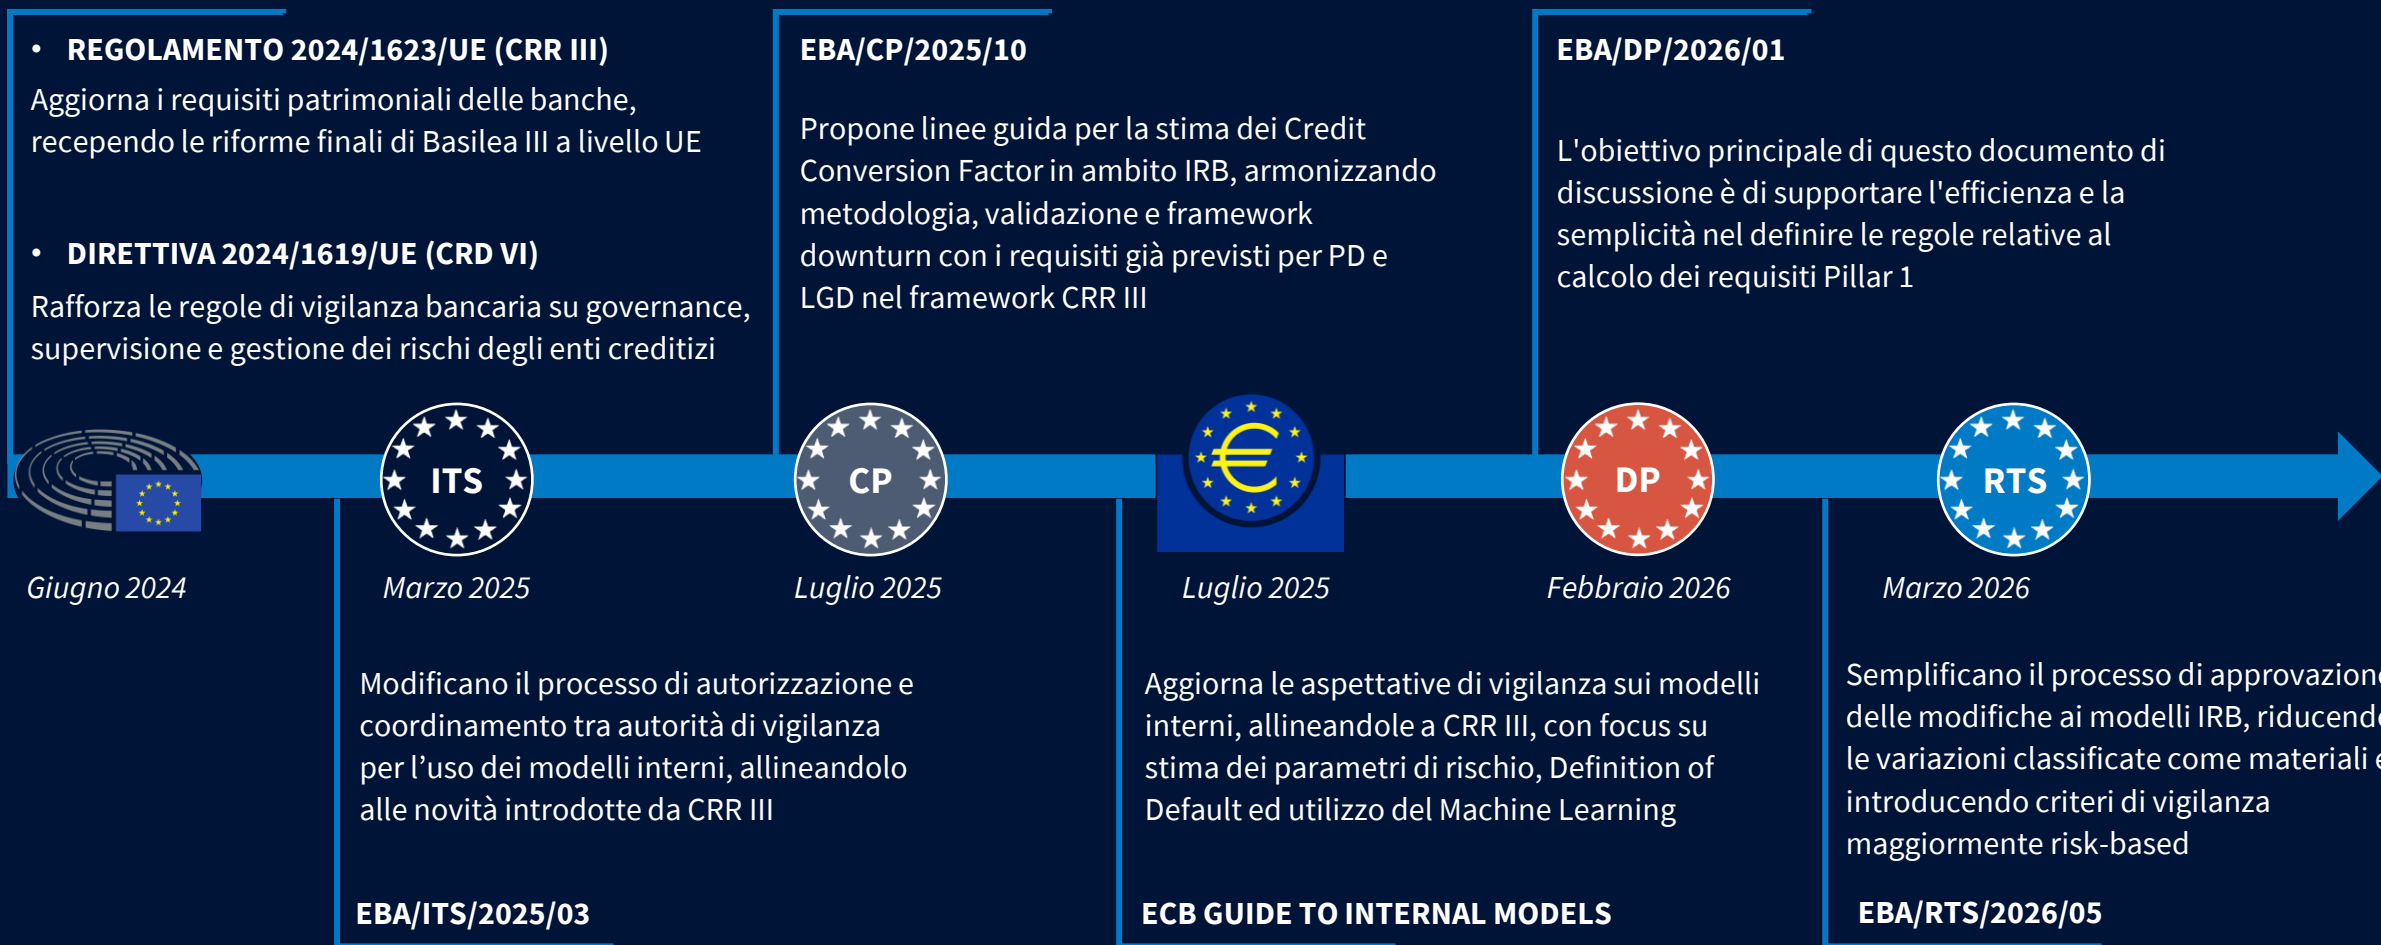 • REGOLAMENTO 2024/1623/UE (CRR III)
Aggiorna i requisiti patrimoniali delle banche,
recependo le riforme finali di Basilea III a livello UE
• DIRETTIVA 2024/1619/UE (CRD VI)
Rafforza le regole di vigilanza bancaria su governance,
supervisione e gestione dei rischi degli enti creditizi
EBA/CP/2025/10
Propone linee guida per la stima dei Credit
Conversion Factor in ambito IRB, armonizzando
metodologia, validazione e framework
downturn con i requisiti già previsti per PD e
LGD nel framework CRR III
EBA/DP/2026/01
L'obiettivo principale di questo documento di
discussione è di supportare l'efficienza e la
semplicità nel definire le regole relative al
calcolo dei requisiti Pillar 1
ITS
CP
€
DP
RTS
Giugno 2024
Marzo 2025
Luglio 2025
Luglio 2025
Febbraio 2026
Marzo 2026
Modificano il processo di autorizzazione e
coordinamento tra autorità di vigilanza
per l’uso dei modelli interni, allineandolo
alle novità introdotte da CRR III
EBA/ITS/2025/03
Aggiorna le aspettative di vigilanza sui modelli
interni, allineandole a CRR III, con focus su
stima dei parametri di rischio, Definition of
Default ed utilizzo del Machine Learning
ECB GUIDE TO INTERNAL MODELS
Semplificano il processo di approvazione
delle modifiche ai modelli IRB, riducendo
le variazioni classificate come materiali e
introducendo criteri di vigilanza
maggiormente risk-based
EBA/RTS/2026/05